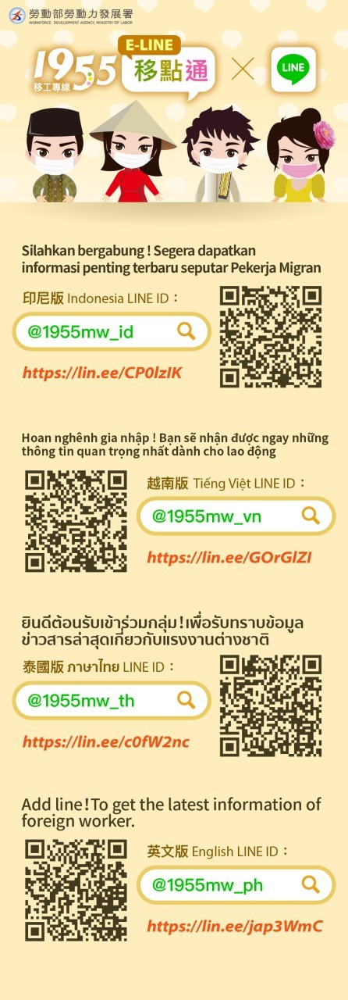 勞動部勞動力發展署
WORKFORCE DEVELOPMENT AGENCY, MINISTRY OF LABOR
1955
移工專線
E-LINE
移點通
LINE
Silahkan bergabung ! Segera dapatkan
informasi penting terbaru seputar Pekerja Migran
印尼版 Indonesia LINE ID：
@1955mw_id
https://lin.ee/CP0lzIK
Hoan nghênh gia nhập ! Bạn sẽ nhận được ngay những
thông tin quan trọng nhất dành cho lao động
越南版 Tiếng Việt LINE ID：
@1955mw_vn
https://lin.ee/GOrGlZI
ยินดีต้อนรับเข้าร่วมกลุ่ม!เพื่อรับทราบข้อมูล
ข่าวสารล่าสุดเกี่ยวกับแรงงานต่างชาติ
泰國版 ภาษาไทย LINE ID：
@1955mw_th
https://lin.ee/c0fW2nc
Add line!To get the latest information of
foreign worker.
英文版 English LINE ID：
@1955mw_ph
https://lin.ee/jap3WmC